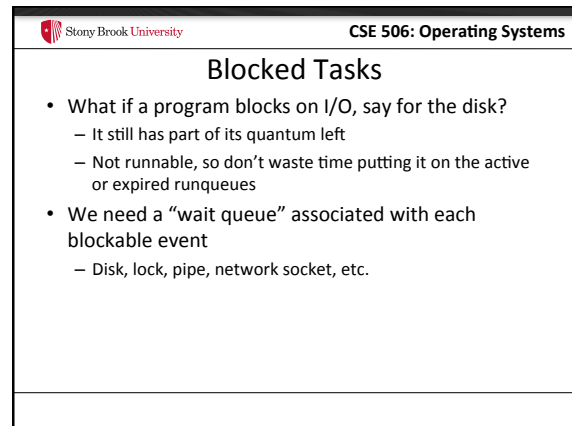 Stony Brook University
CSE 506: Operating Systems
Blocked Tasks
• What if a program blocks on I/O, say for the disk?
– It still has part of its quantum left
– Not runnable, so don't waste time putting it on the active
or expired runqueues
• We need a “wait queue” associated with each
blockable event
– Disk, lock, pipe, network socket, etc.